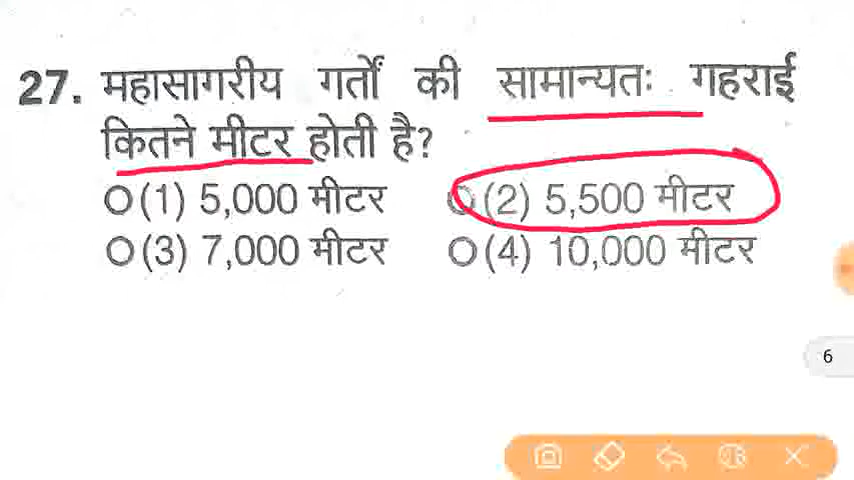 27. महासागरीय गर्तों की सामान्यतः गहराई
कितने मीटर होती है?
(1) 5,000 मीटर (2) 5,500 मीटर
(3) 7,000 मीटर (4) 10,000 मीटर
6